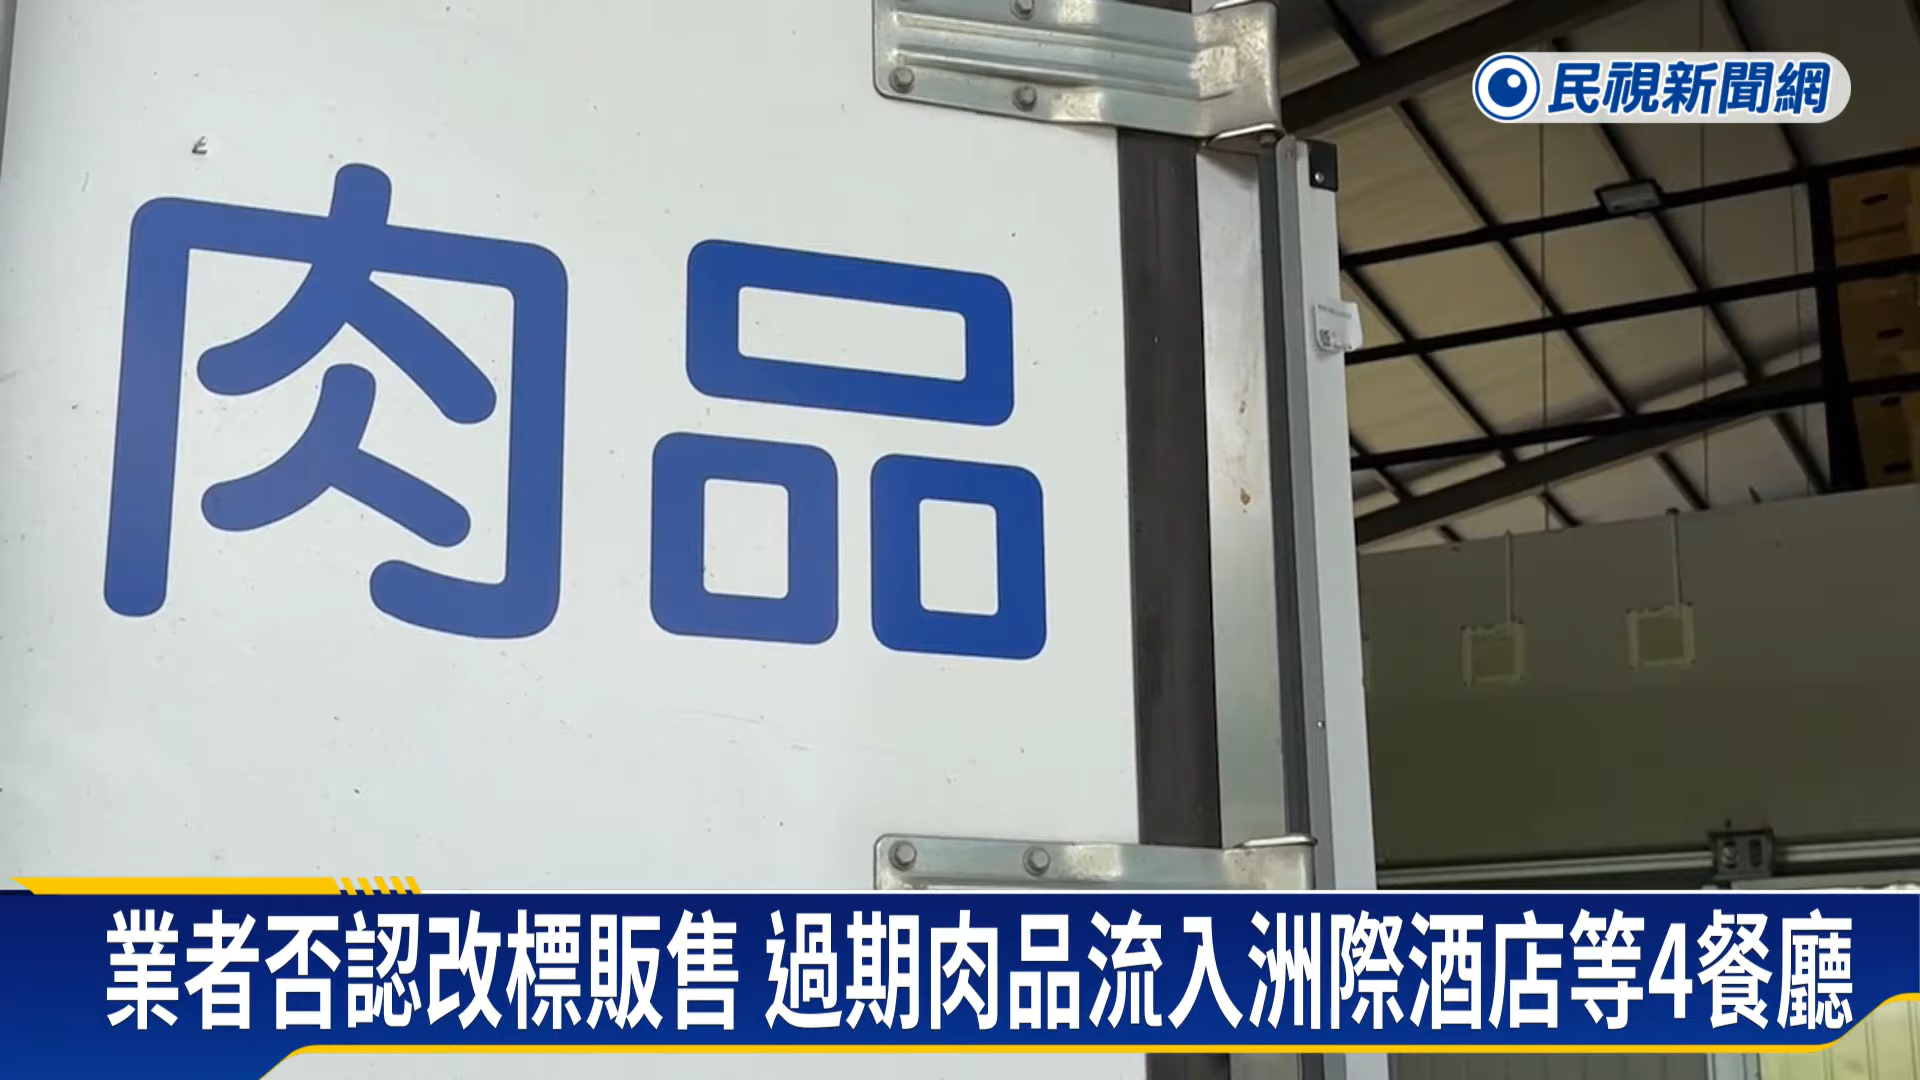 民視新聞網
肉品
業者否認改標販售 過期肉品流入洲際酒店等4餐廳